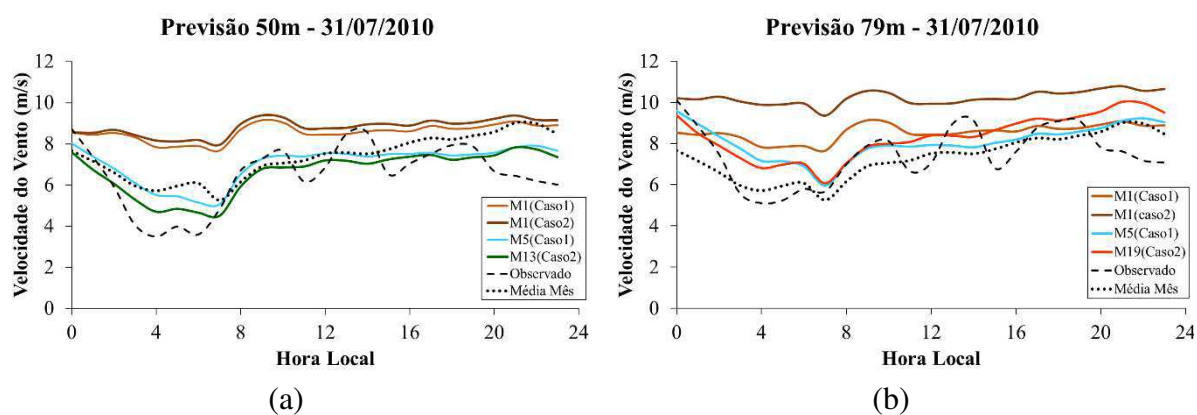 Previsão 50m - 31/07/2010
Velocidade do Vento (m/s)
12
10
8
6
4
2
0
M1(Caso1)
M1(Caso2)
M5(Caso1)
M13(Caso2)
Observado
Média Mês
0 4 8 12 16 20 24
Hora Local
(a)
Previsão 79m - 31/07/2010
Velocidade do Vento (m/s)
12
10
8
6
4
2
0
M1(Caso1)
M1(caso2)
M5(Caso1)
M19(Caso2)
Observado
Média Mês
0 4 8 12 16 20 24
Hora Local
(b)